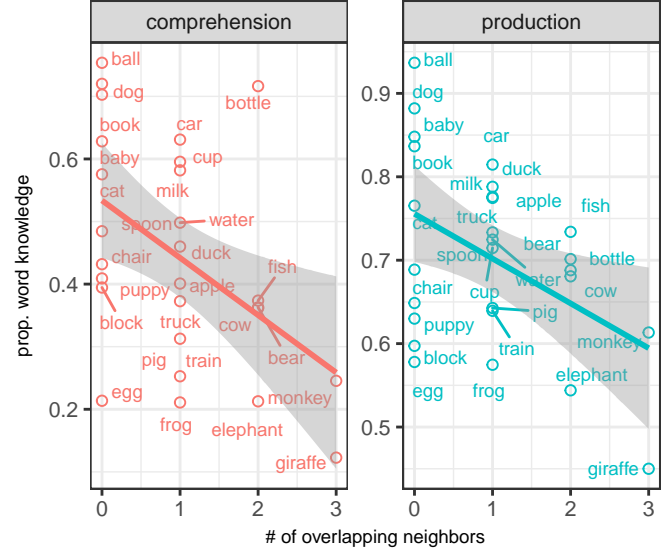 comprehension
production
prop. word knowledge
0.6
0.4
0.2
ball
dog
bottle
book
car
baby
cup
cat
milk
spoon
water
duck
chair
fish
puppy
apple
block
truck
cow
bear
pig
train
egg
monkey
frog
elephant
giraffe
0
1
2
3
0.9
0.8
0.7
0.6
0.5
ball
dog
baby
car
book
duck
milk
apple
fish
cat
truck
bear
spoon
bottle
water
chair
cup
cow
pig
puppy
monkey
train
block
elephant
egg
frog
giraffe
0
1
2
3
# of overlapping neighbors